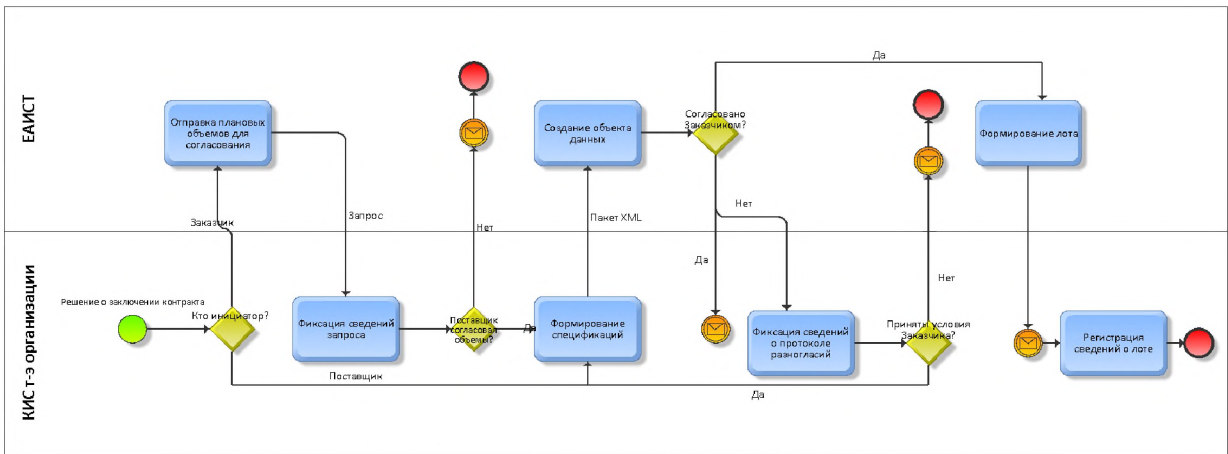 ЕАИСТ
Отправка плановых
объемов для
согласования
Создание объекта
данных
Согласовано
Заказчиком?
Да
Формирование лота
Заказчик
Запрос
Нет
Пакет XML
Нет
Да
Нет
КИС т-э организации
Решение о заключении контракта
Кто инициатор?
Фиксация сведений
запроса
Поставщик
согласовал
объемы?
Да
Формирование
спецификаций
Фиксация сведений
о протоколе
разногласий
Приняты условия
Заказчика?
Регистрация
сведений о лоте
Поставщик
Да